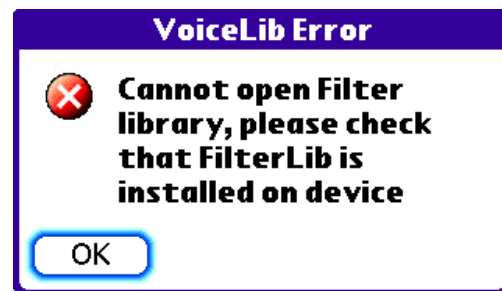 VoiceLib Error
Cannot open Filter
library, please check
that FilterLib is
installed on device
OK